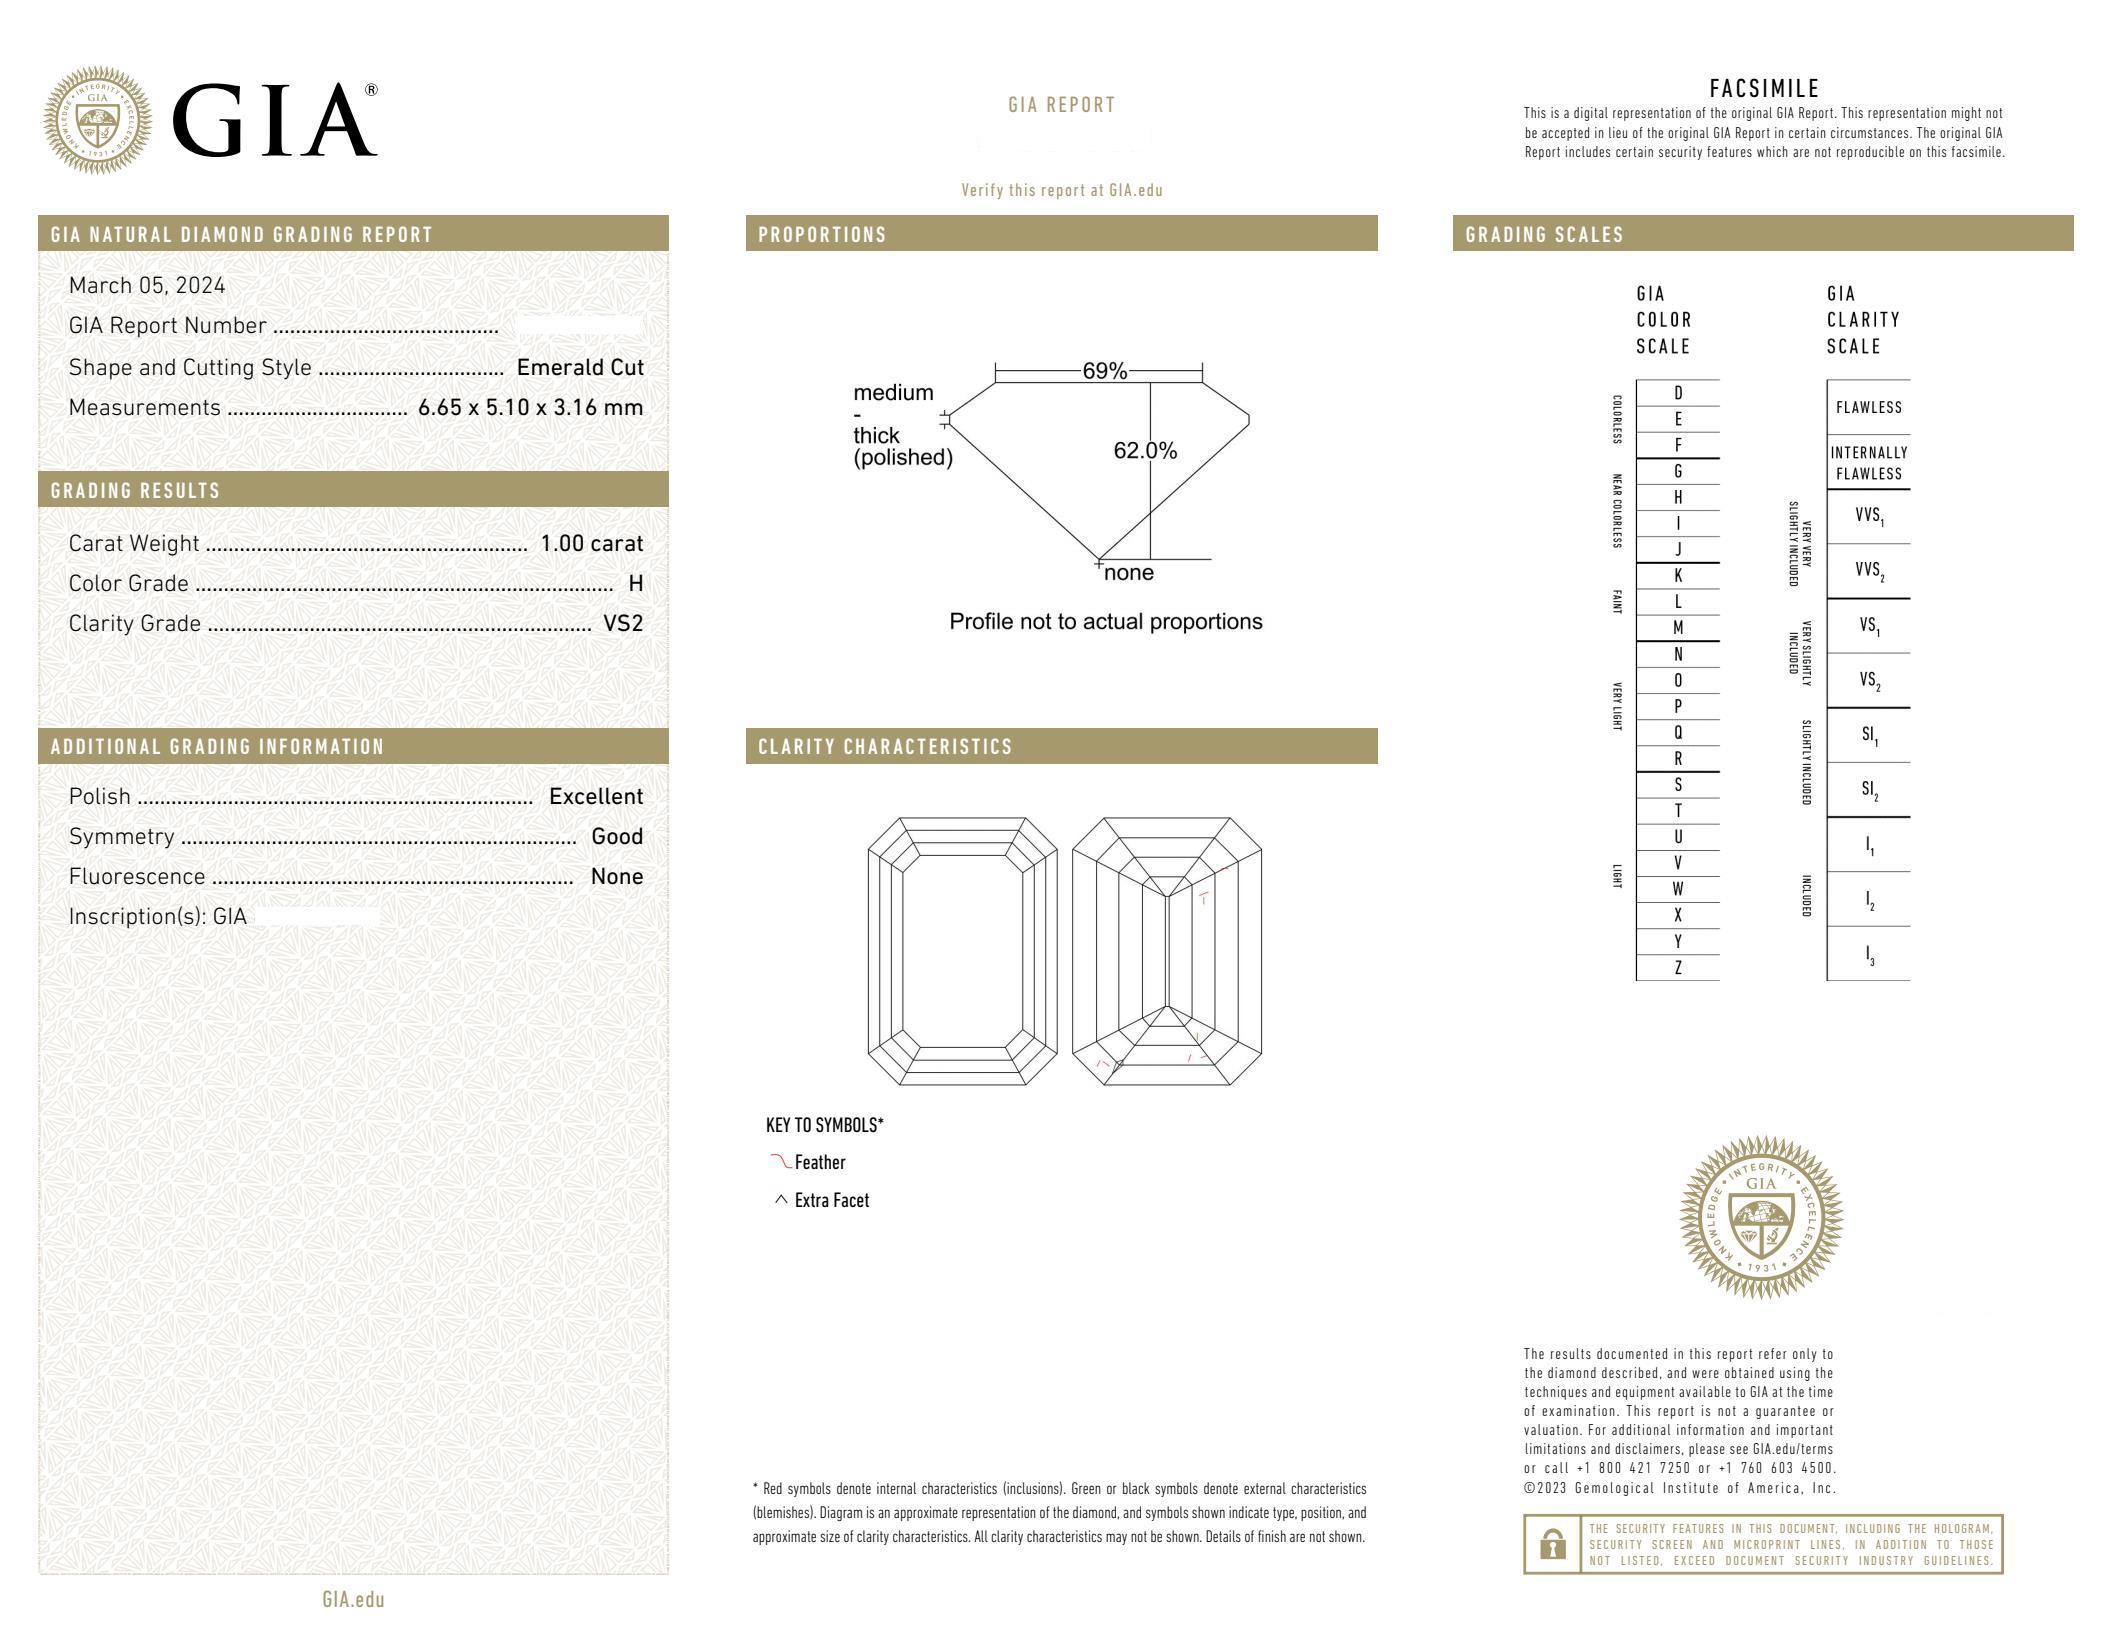 GIA®
KNOWLEDGE • INTEGRITY • EXCELLENCE
GIA
1931
GIA NATURAL DIAMOND GRADING REPORT
March 05, 2024
GIA Report Number ........................................
Shape and Cutting Style ................................. Emerald Cut
Measurements ................................ 6.65 x 5.10 x 3.16 mm
GRADING RESULTS
Carat Weight ......................................................... 1.00 carat
Color Grade .......................................................................... H
Clarity Grade .................................................................... VS2
ADDITIONAL GRADING INFORMATION
Polish ...................................................................... Excellent
Symmetry ...................................................................... Good
Fluorescence ................................................................ None
Inscription(s): GIA
GIA.edu
GIA REPORT
Verify this report at GIA.edu
PROPORTIONS
69%
medium
-
thick
(polished)
62.0%
none
Profile not to actual proportions
CLARITY CHARACTERISTICS
KEY TO SYMBOLS*
Feather
Extra Facet
* Red symbols denote internal characteristics (inclusions). Green or black symbols denote external characteristics
(blemishes). Diagram is an approximate representation of the diamond, and symbols shown indicate type, position, and
approximate size of clarity characteristics. All clarity characteristics may not be shown. Details of finish are not shown.
FACSIMILE
This is a digital representation of the original GIA Report. This representation might not
be accepted in lieu of the original GIA Report in certain circumstances. The original GIA
Report includes certain security features which are not reproducible on this facsimile.
GRADING SCALES
GIA
COLOR
SCALE
COLORLESS
D
E
F
NEAR COLORLESS
G
H
I
J
FAINT
K
L
M
VERY LIGHT
N
O
P
Q
R
LIGHT
S
T
U
V
W
X
Y
Z
GIA
CLARITY
SCALE
FLAWLESS
INTERNALLY
FLAWLESS
VERY VERY
SLIGHTLY INCLUDED
VVS1
VVS2
VERY SLIGHTLY
INCLUDED
VS1
VS2
SLIGHTLY INCLUDED
SI1
SI2
INCLUDED
I1
I2
I3
KNOWLEDGE • INTEGRITY • EXCELLENCE
GIA
1931
The results documented in this report refer only to
the diamond described, and were obtained using the
techniques and equipment available to GIA at the time
of examination. This report is not a guarantee or
valuation. For additional information and important
limitations and disclaimers, please see GIA.edu/terms
or call +1 800 421 7250 or +1 760 603 4500.
©2023 Gemological Institute of America, Inc.
THE SECURITY FEATURES IN THIS DOCUMENT, INCLUDING THE HOLOGRAM,
SECURITY SCREEN AND MICROPRINT LINES, IN ADDITION TO THOSE
NOT LISTED, EXCEED DOCUMENT SECURITY INDUSTRY GUIDELINES.